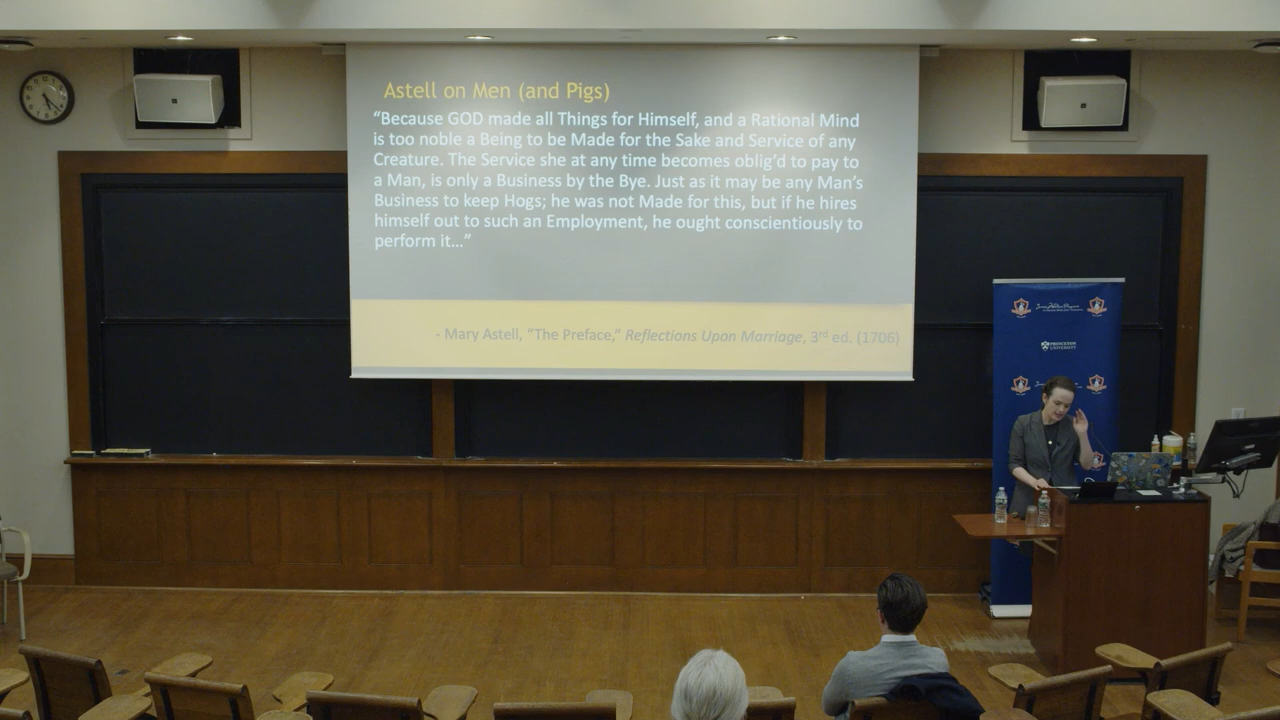 Astell on Men (and Pigs)
“Because GOD made all Things for Himself, and a Rational Mind
is too noble a Being to be Made for the Sake and Service of any
Creature. The Service she at any time becomes oblig’d to pay to
a Man, is only a Business by the Bye. Just as it may be any Man’s
Business to keep Hogs; he was not Made for this, but if he hires
himself out to such an Employment, he ought conscientiously to
perform it…”
- Mary Astell, “The Preface,” Reflections Upon Marriage, 3rd ed. (1706)
PRINCETON
UNIVERSITY